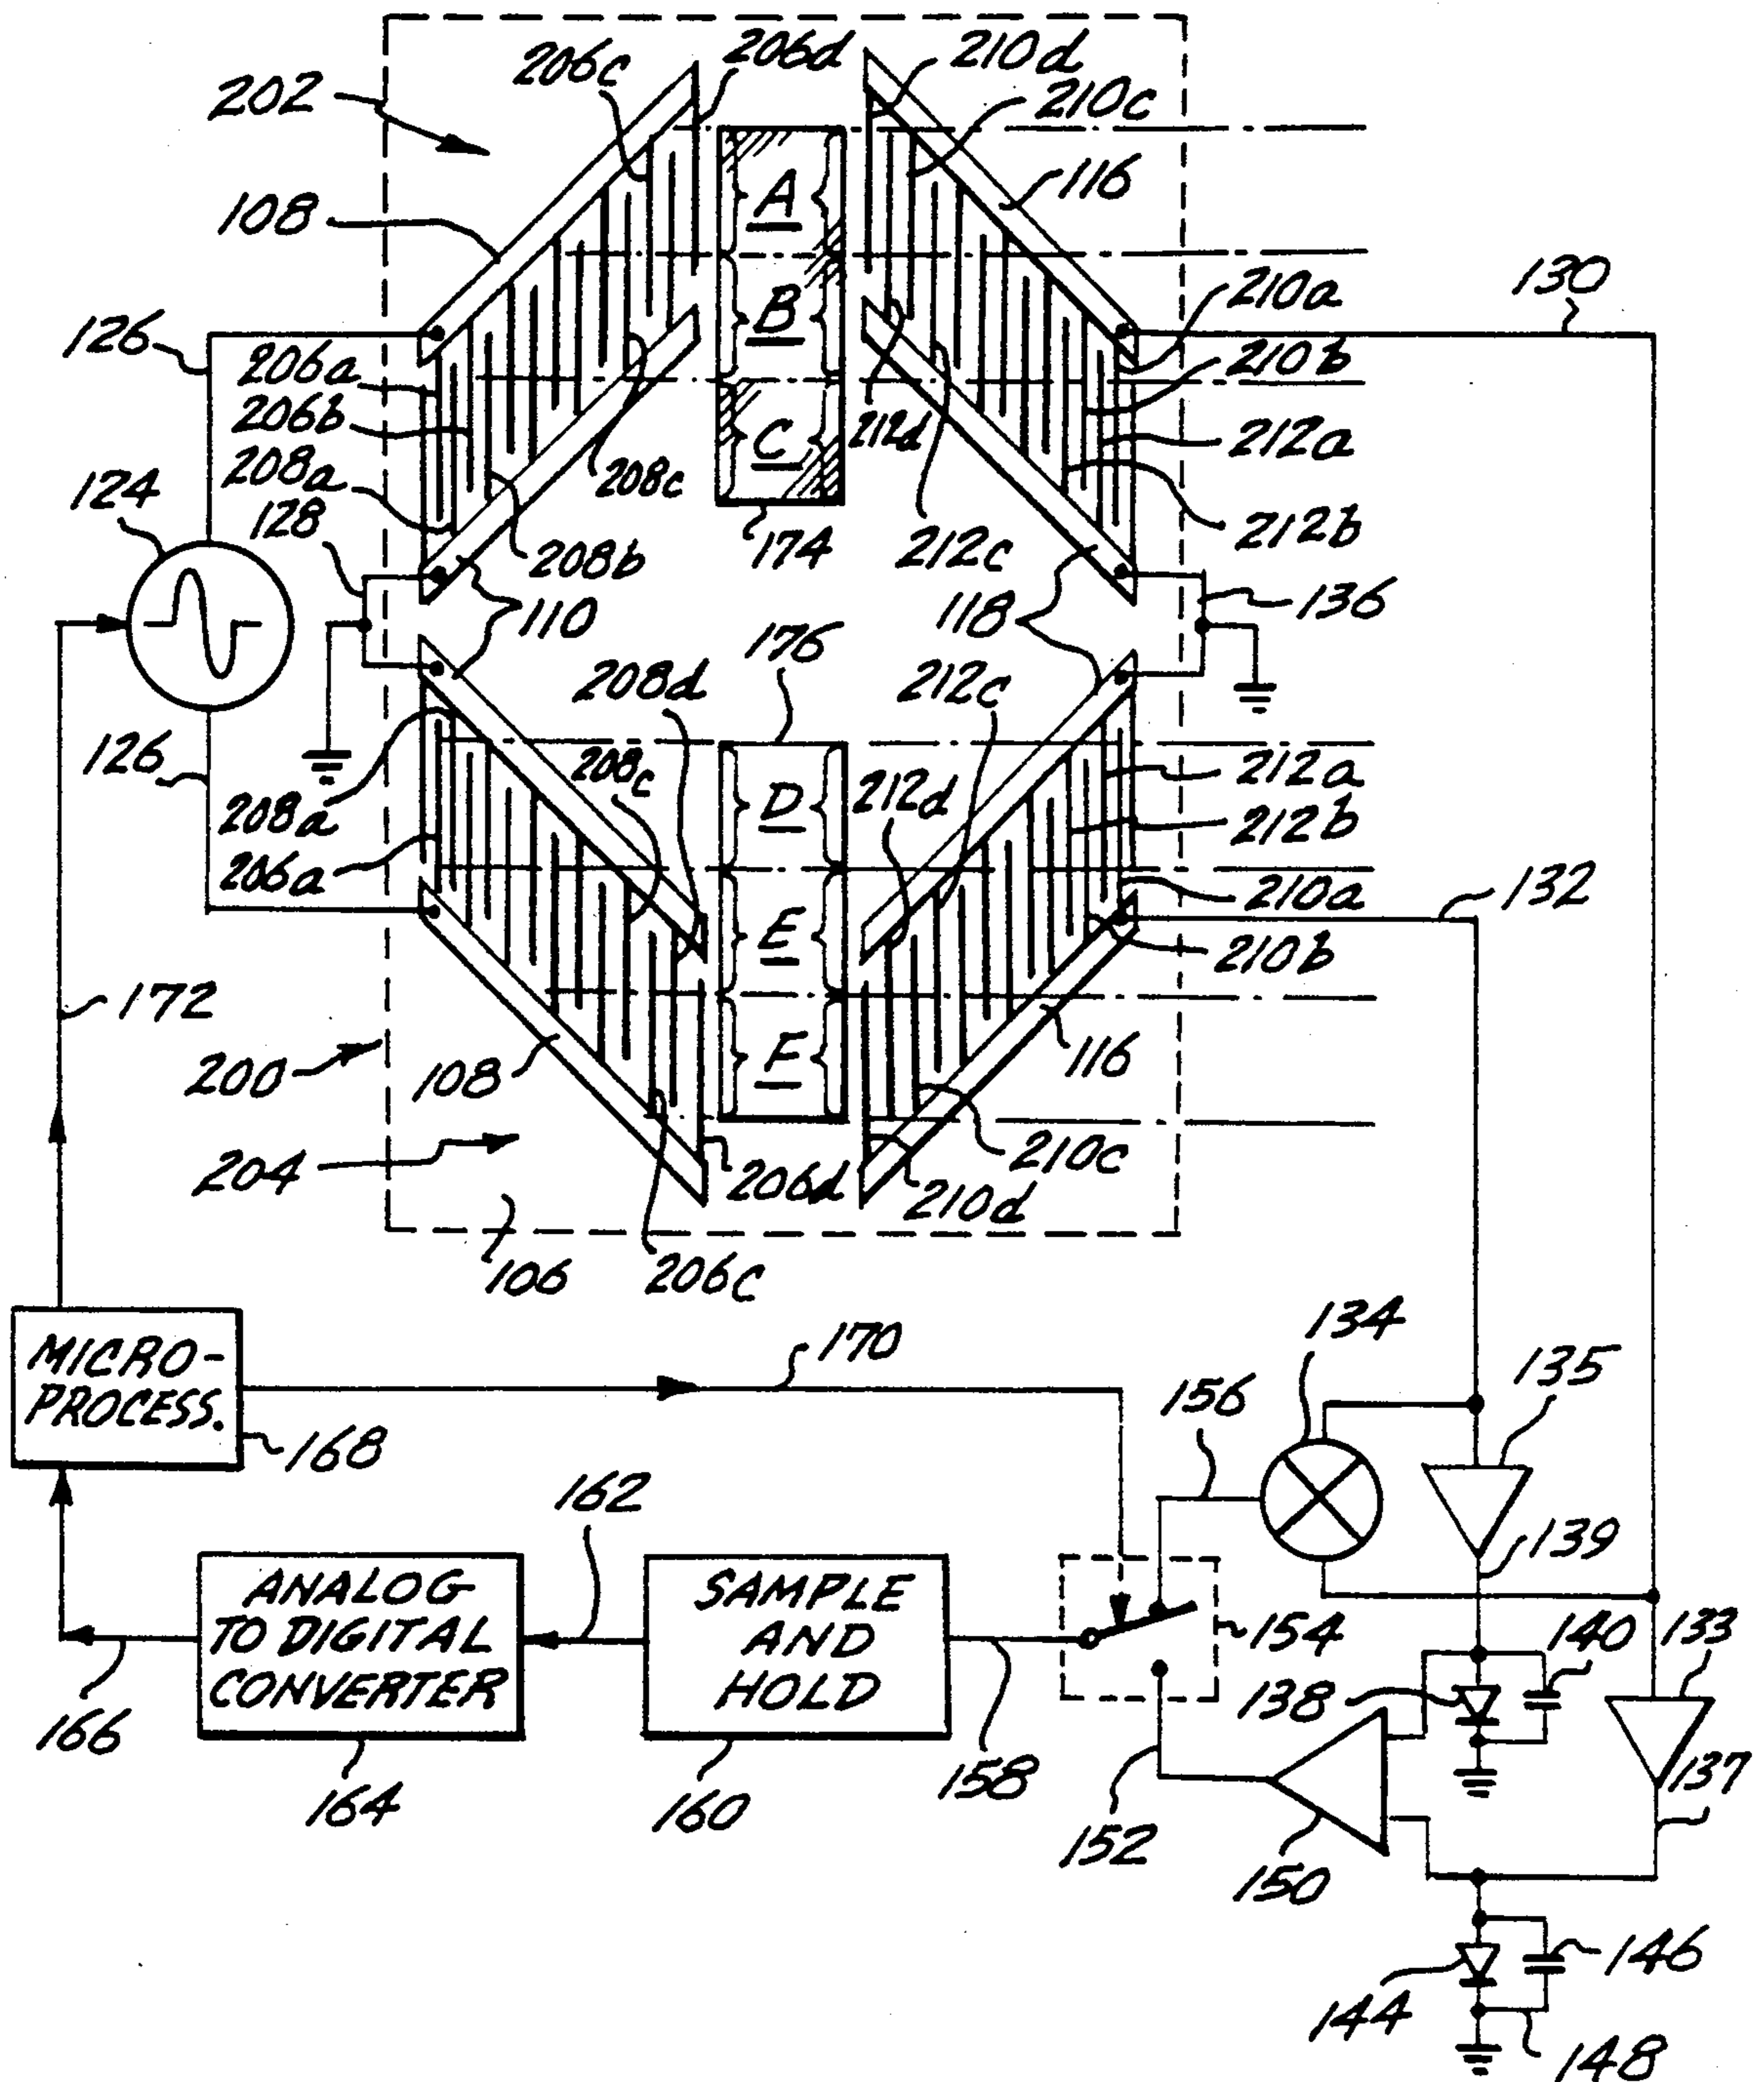 206c
206d
210d
202
210c
A
116
108
130
210a
B
126
206a
210b
206b
C
212d
212a
208a
208c
124
128
212b
208b
174
212c
110
118
136
176
208d
212c
126
208c
D
212d
212a
208a
212b
206a
210a
132
E
210b
172
F
116
200
108
204
206d
210c
210d
106
206c
134
MICRO-
PROCESS.
170
135
156
168
162
139
ANALOG
TO DIGITAL
CONVERTER
SAMPLE
AND
HOLD
154
140
133
138
166
158
137
164
160
152
150
146
144
148